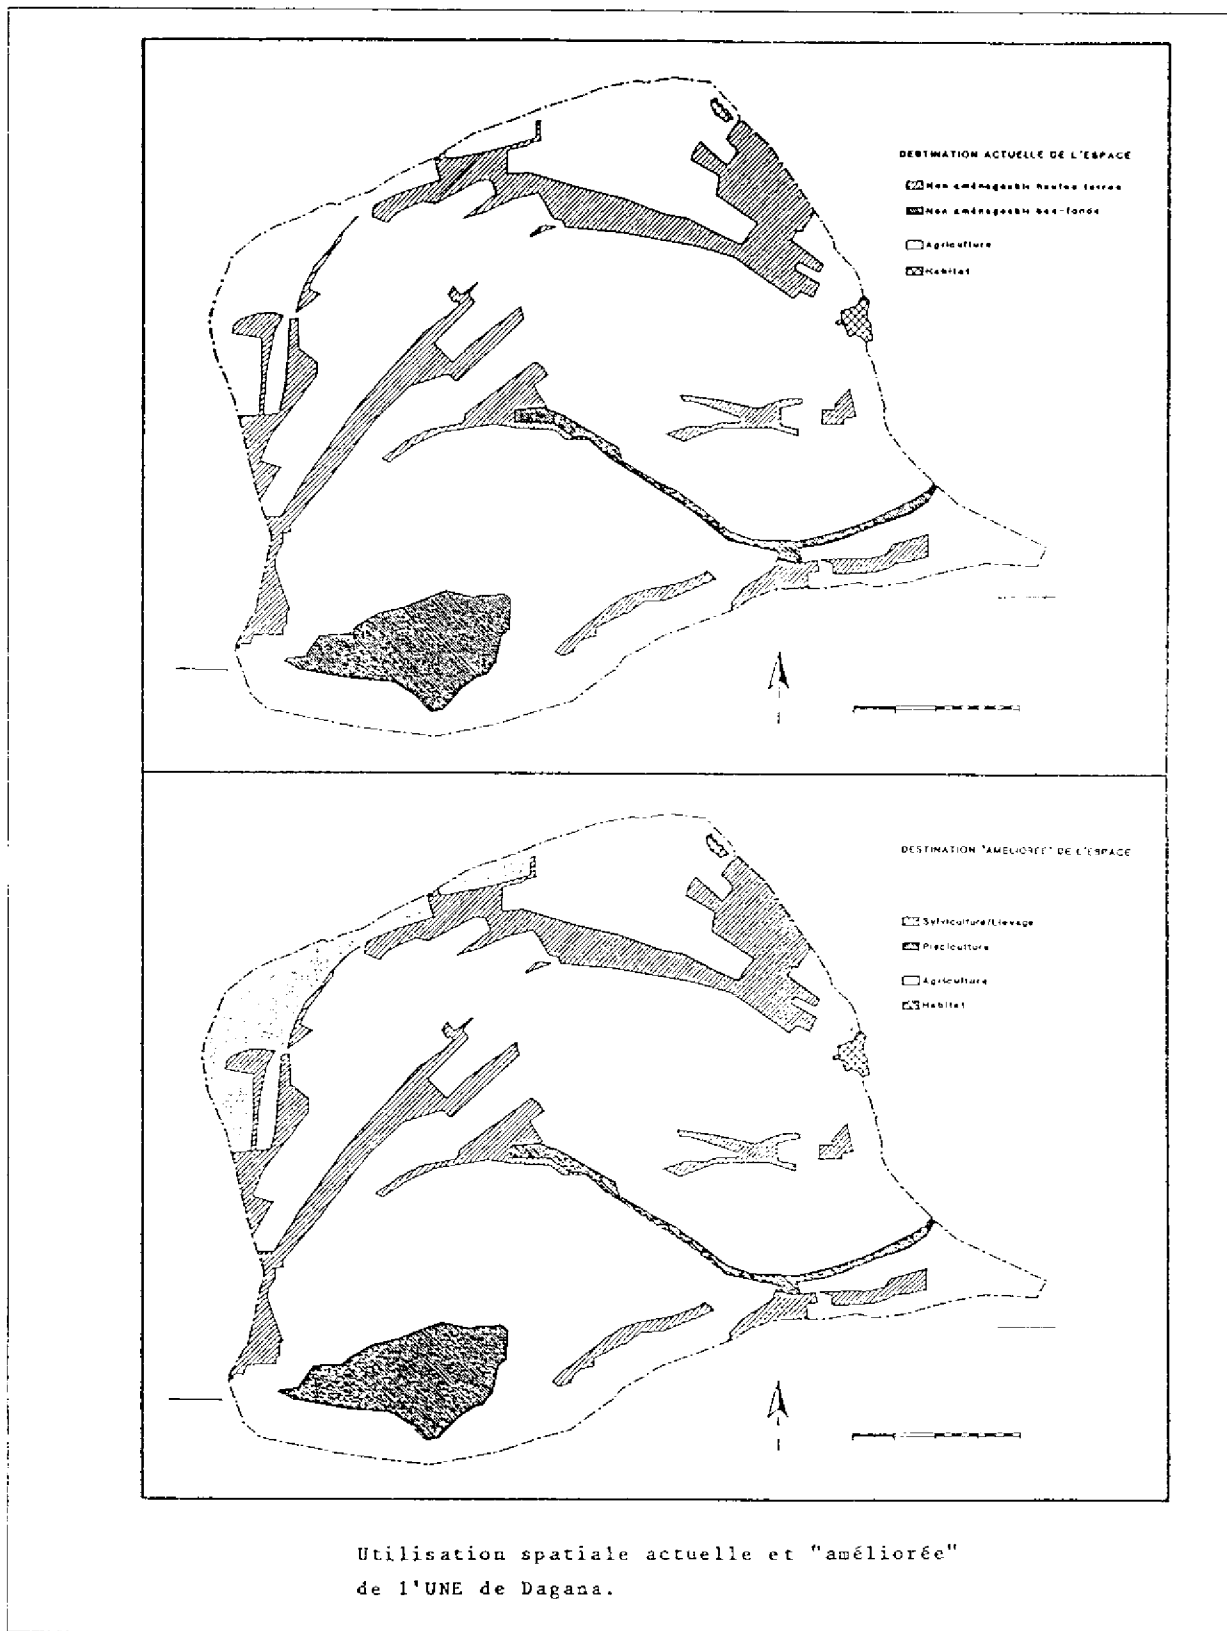 DESTINATION ACTUELLE DE L'ESPACE
Non aménageable hautes terres
Non aménageable bas-fonds
Agriculture
Habitat
DESTINATION "AMELIOREE" DE L'ESPACE
Sylviculture/Elevage
Pisciculture
Agriculture
Habitat
Utilisation spatiale actuelle et "améliorée"
de l'UNE de Dagana.